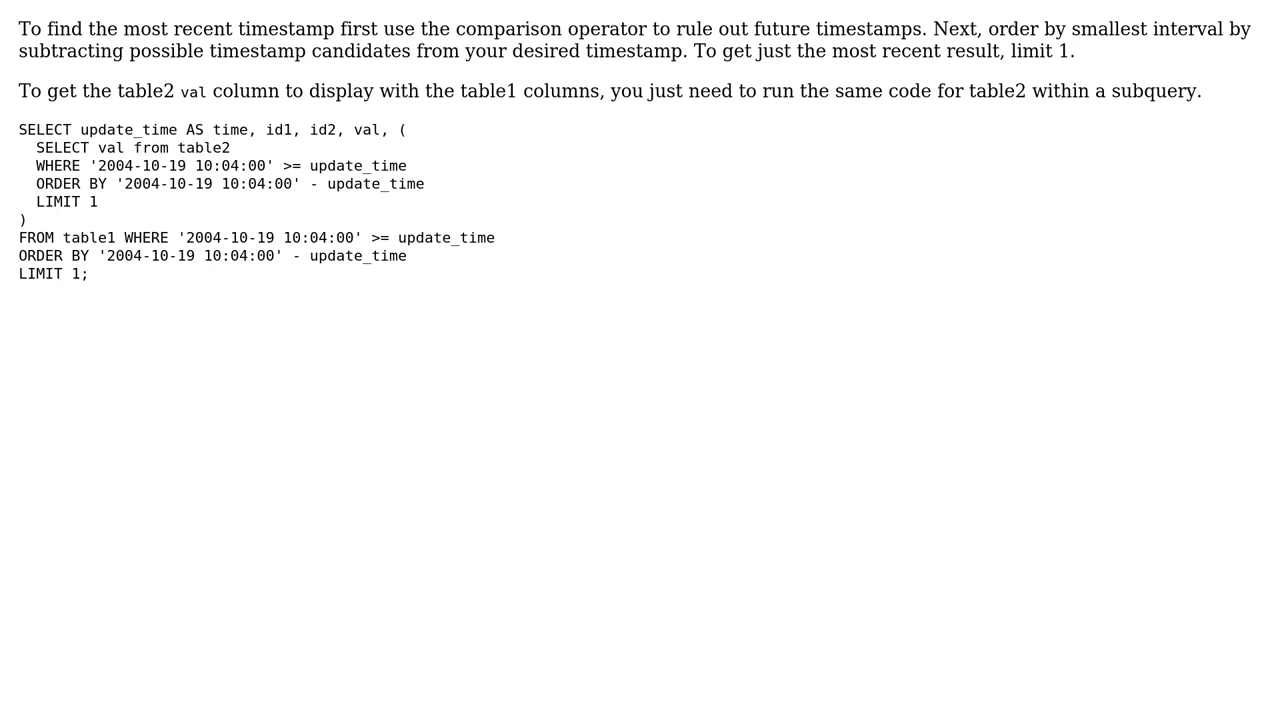 To find the most recent timestamp first use the comparison operator to rule out future timestamps. Next, order by smallest interval by
subtracting possible timestamp candidates from your desired timestamp. To get just the most recent result, limit 1.
To get the table2 val column to display with the table1 columns, you just need to run the same code for table2 within a subquery.
SELECT update_time AS time, id1, id2, val, (
  SELECT val from table2
  WHERE '2004-10-19 10:04:00' >= update_time
  ORDER BY '2004-10-19 10:04:00' - update_time
  LIMIT 1
)
FROM table1 WHERE '2004-10-19 10:04:00' >= update_time
ORDER BY '2004-10-19 10:04:00' - update_time
LIMIT 1;